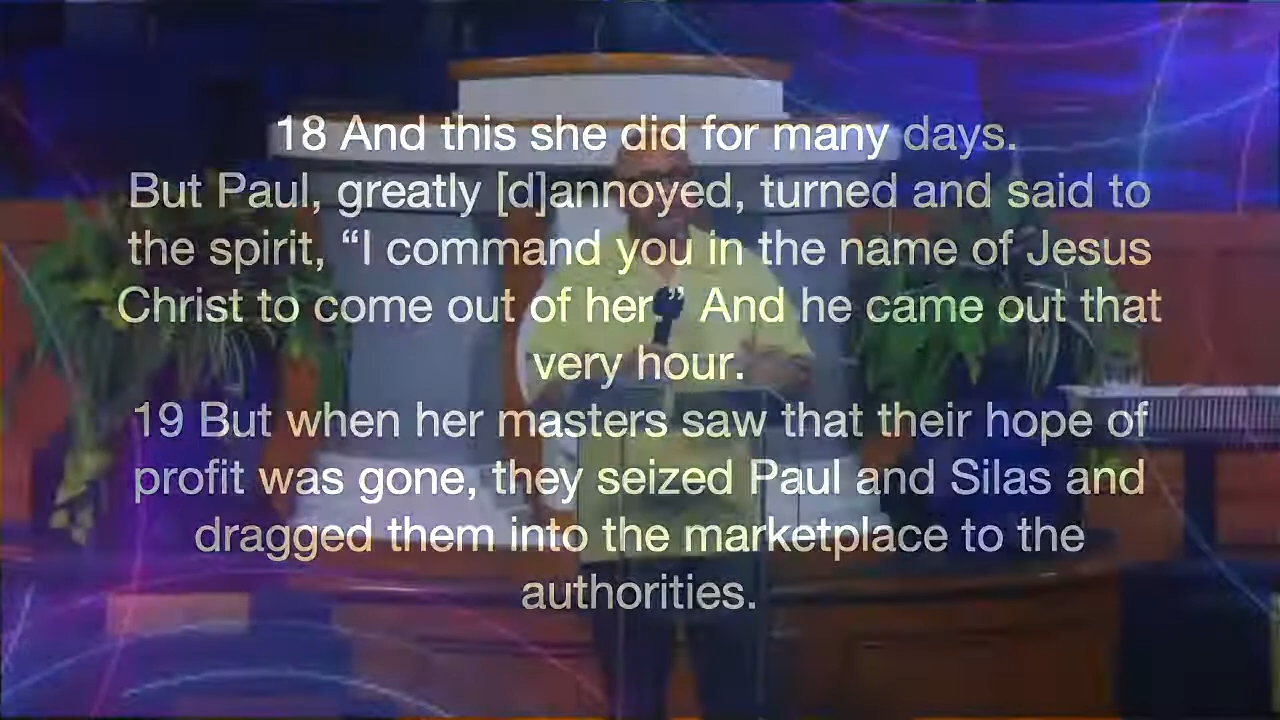 18 And this she did for many days.
But Paul, greatly [d]annoyed, turned and said to
the spirit, “I command you in the name of Jesus
Christ to come out of her.” And he came out that
very hour.
19 But when her masters saw that their hope of
profit was gone, they seized Paul and Silas and
dragged them into the marketplace to the
authorities.